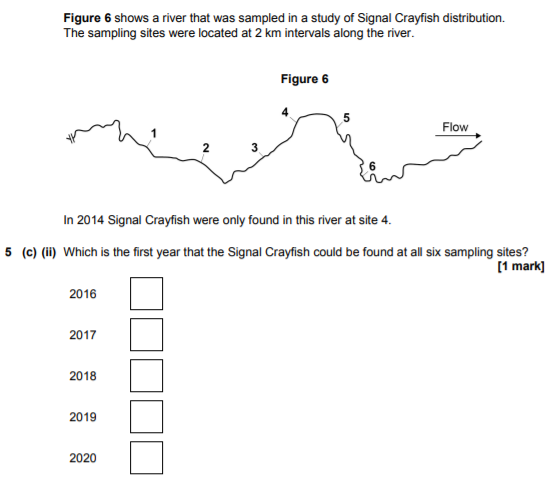 Figure 6 shows a river that was sampled in a study of Signal Crayfish distribution.
The sampling sites were located at 2 km intervals along the river.
Figure 6
4
5
Flow
1
2
3
6
In 2014 Signal Crayfish were only found in this river at site 4.
5 (c) (ii) Which is the first year that the Signal Crayfish could be found at all six sampling sites?
[1 mark]
2016
2017
2018
2019
2020